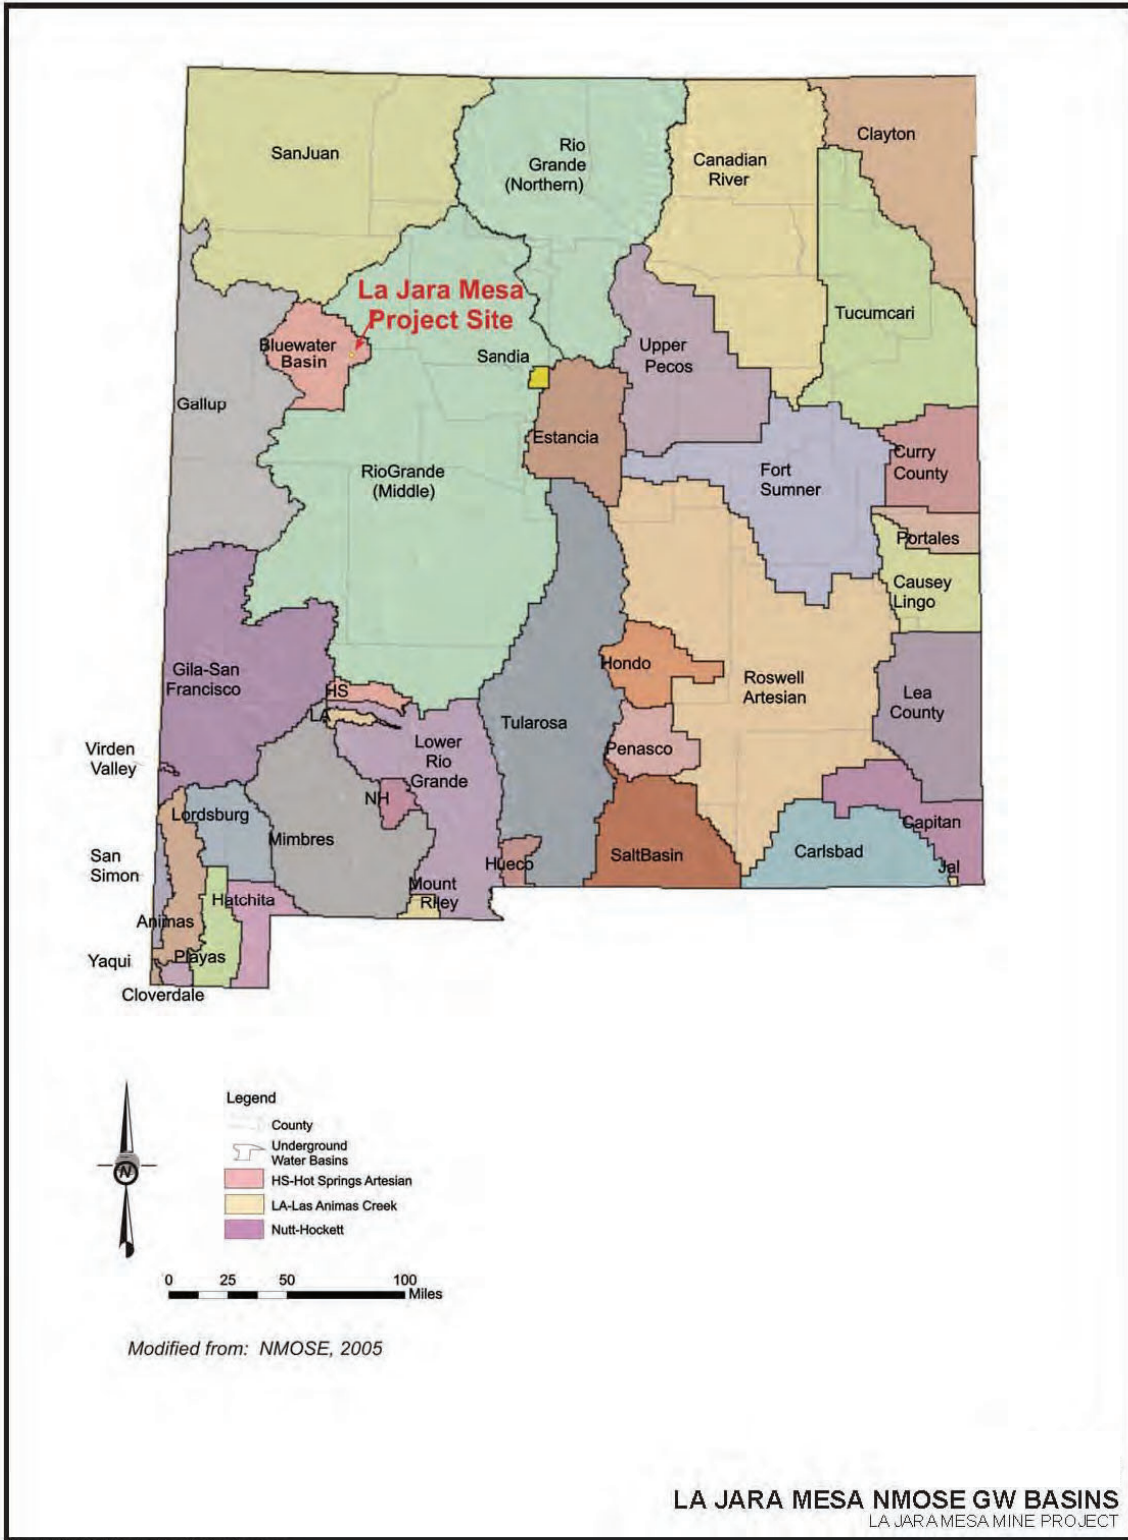 SanJuan
Rio
Grande
(Northern)
Canadian
River
Clayton
La Jara Mesa
Project Site
Tucumcari
Bluewater
Basin
Sandia
Upper
Pecos
Gallup
Estancia
RioGrande
(Middle)
Fort
Sumner
Curry
County
Portales
Causey
Lingo
Gila-San
Francisco
HS
LA
Hondo
Roswell
Artesian
Lea
County
Tularosa
Virden
Valley
Lower
Rio
Grande
Penasco
NH
Lordsburg
Mimbres
Capitan
San
Simon
Hueco
SaltBasin
Carlsbad
Jal
Hatchita
Mount
Riley
Animas
Yaqui
Playas
Cloverdale
N
Legend
County
Underground
Water Basins
HS-Hot Springs Artesian
LA-Las Animas Creek
Nutt-Hockett
0 25 50 100
Miles
Modified from: NMOSE, 2005
LA JARA MESA NMOSE GW BASINS
LA JARA MESA MINE PROJECT